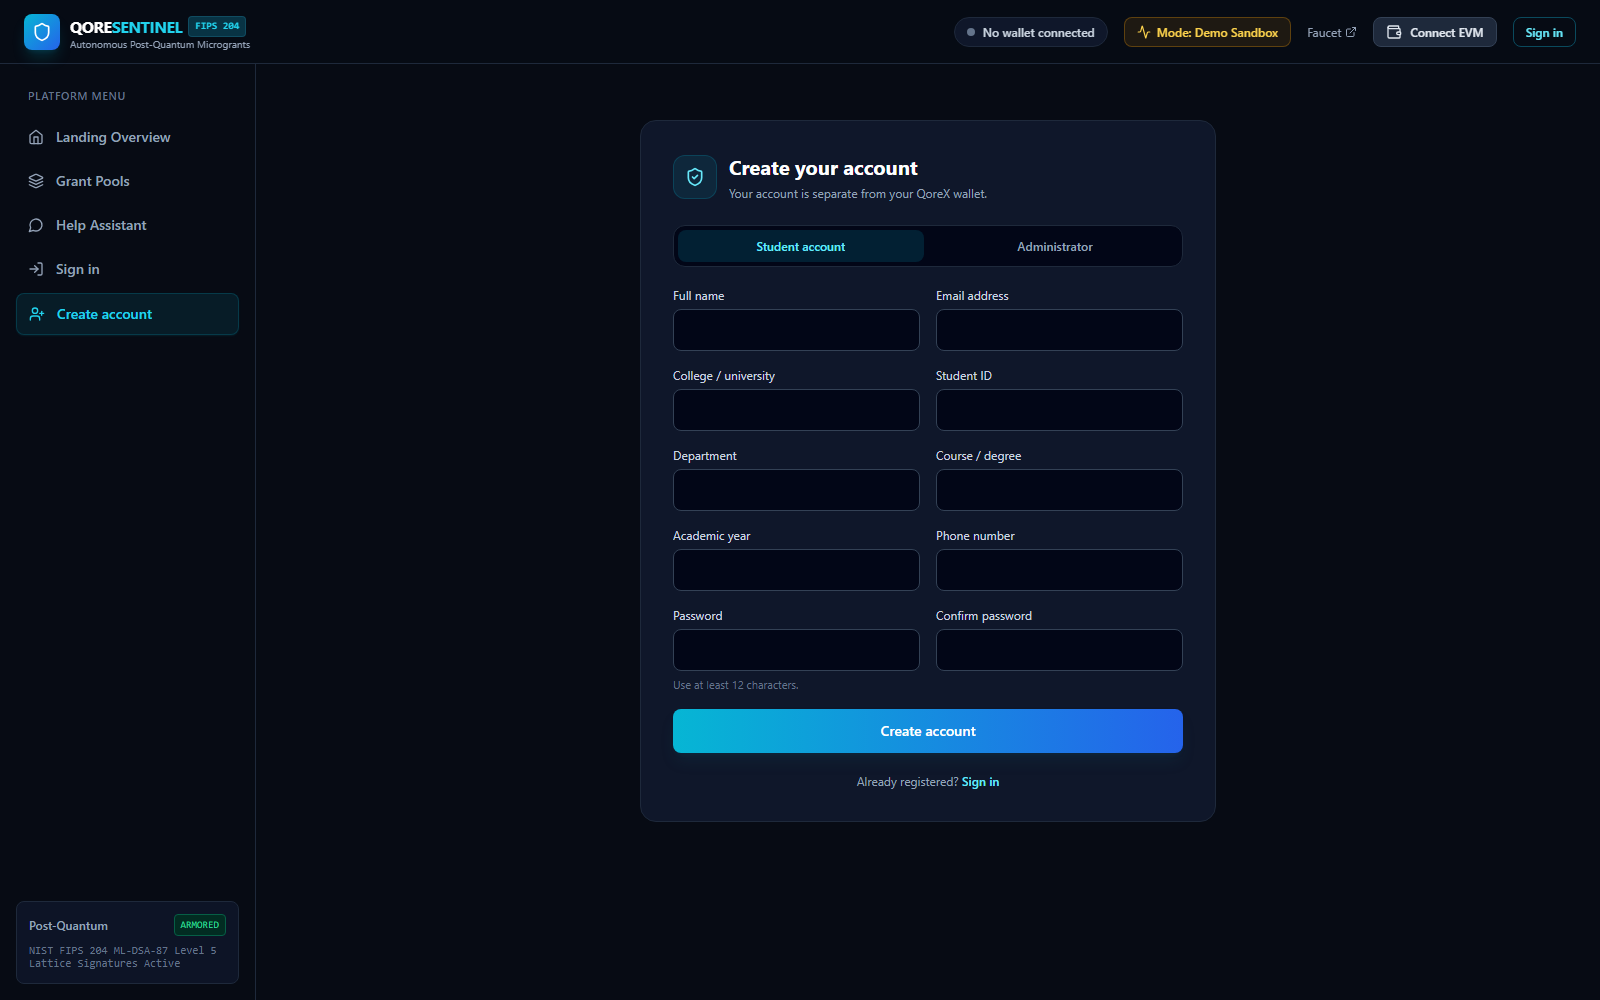 QORESENTINEL FIPS 204
Autonomous Post-Quantum Microgrants
No wallet connected
Mode: Demo Sandbox
Faucet
Connect EVM
Sign in
PLATFORM MENU
Landing Overview
Grant Pools
Help Assistant
Sign in
Create account
Post-Quantum ARMORED
NIST FIPS 204 ML-DSA-87 Level 5
Lattice Signatures Active
Create your account
Your account is separate from your QoreX wallet.
Student account Administrator
Full name Email address
College / university Student ID
Department Course / degree
Academic year Phone number
Password Confirm password
Use at least 12 characters.
Create account
Already registered? Sign in